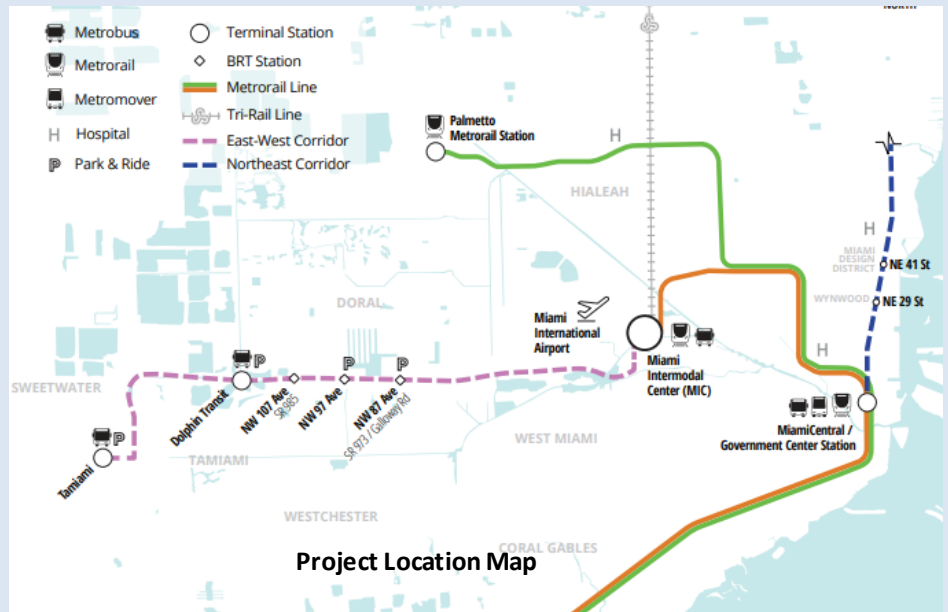 NORTH
Metrobus
Terminal Station
Metrorail
BRT Station
Metromover
Metrorail Line
H Hospital
Tri-Rail Line
P Park & Ride
East-West Corridor
Northeast Corridor
Palmetto
Metrorail Station
H
HIALEAH
H
MIAMI
DESIGN
DISTRICT
NE 41 St
WYNWOOD
NE 29 St
DORAL
Miami
International
Airport
Miami
Intermodal
Center (MIC)
H
SWEETWATER
P
Dolphin Transit
NW 107 Ave
SR 985
P
NW 97 Ave
P
NW 87 Ave
SR 973 / Galloway Rd
MiamiCentral /
Government Center Station
WEST MIAMI
P
Tamiami
TAMIAMI
WESTCHESTER
CORAL GABLES
Project Location Map